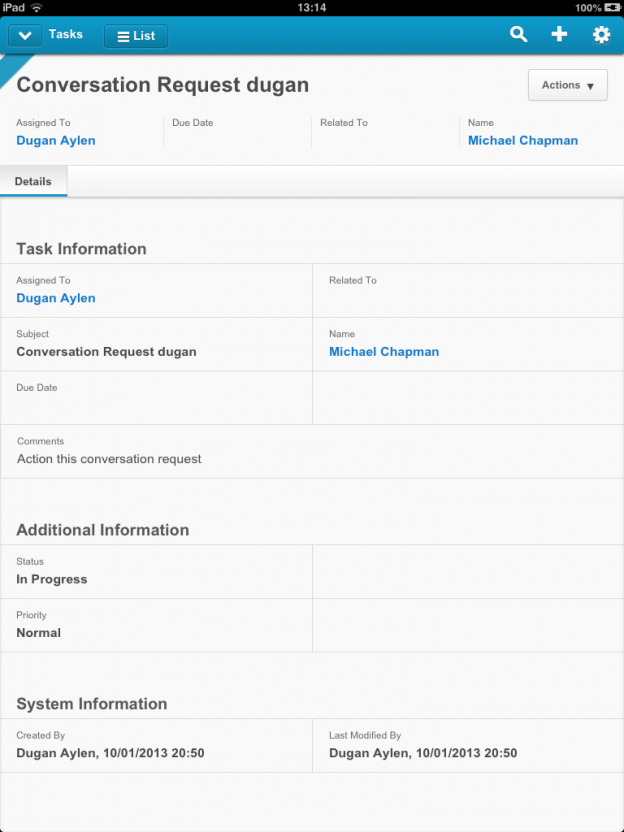 iPad 13:14 100%
Tasks List
Conversation Request dugan Actions
Assigned To Due Date Related To Name
Dugan Aylen Michael Chapman
Details
Task Information
Assigned To Related To
Dugan Aylen
Subject Name
Conversation Request dugan Michael Chapman
Due Date
Comments
Action this conversation request
Additional Information
Status
In Progress
Priority
Normal
System Information
Created By Last Modified By
Dugan Aylen, 10/01/2013 20:50 Dugan Aylen, 10/01/2013 20:50